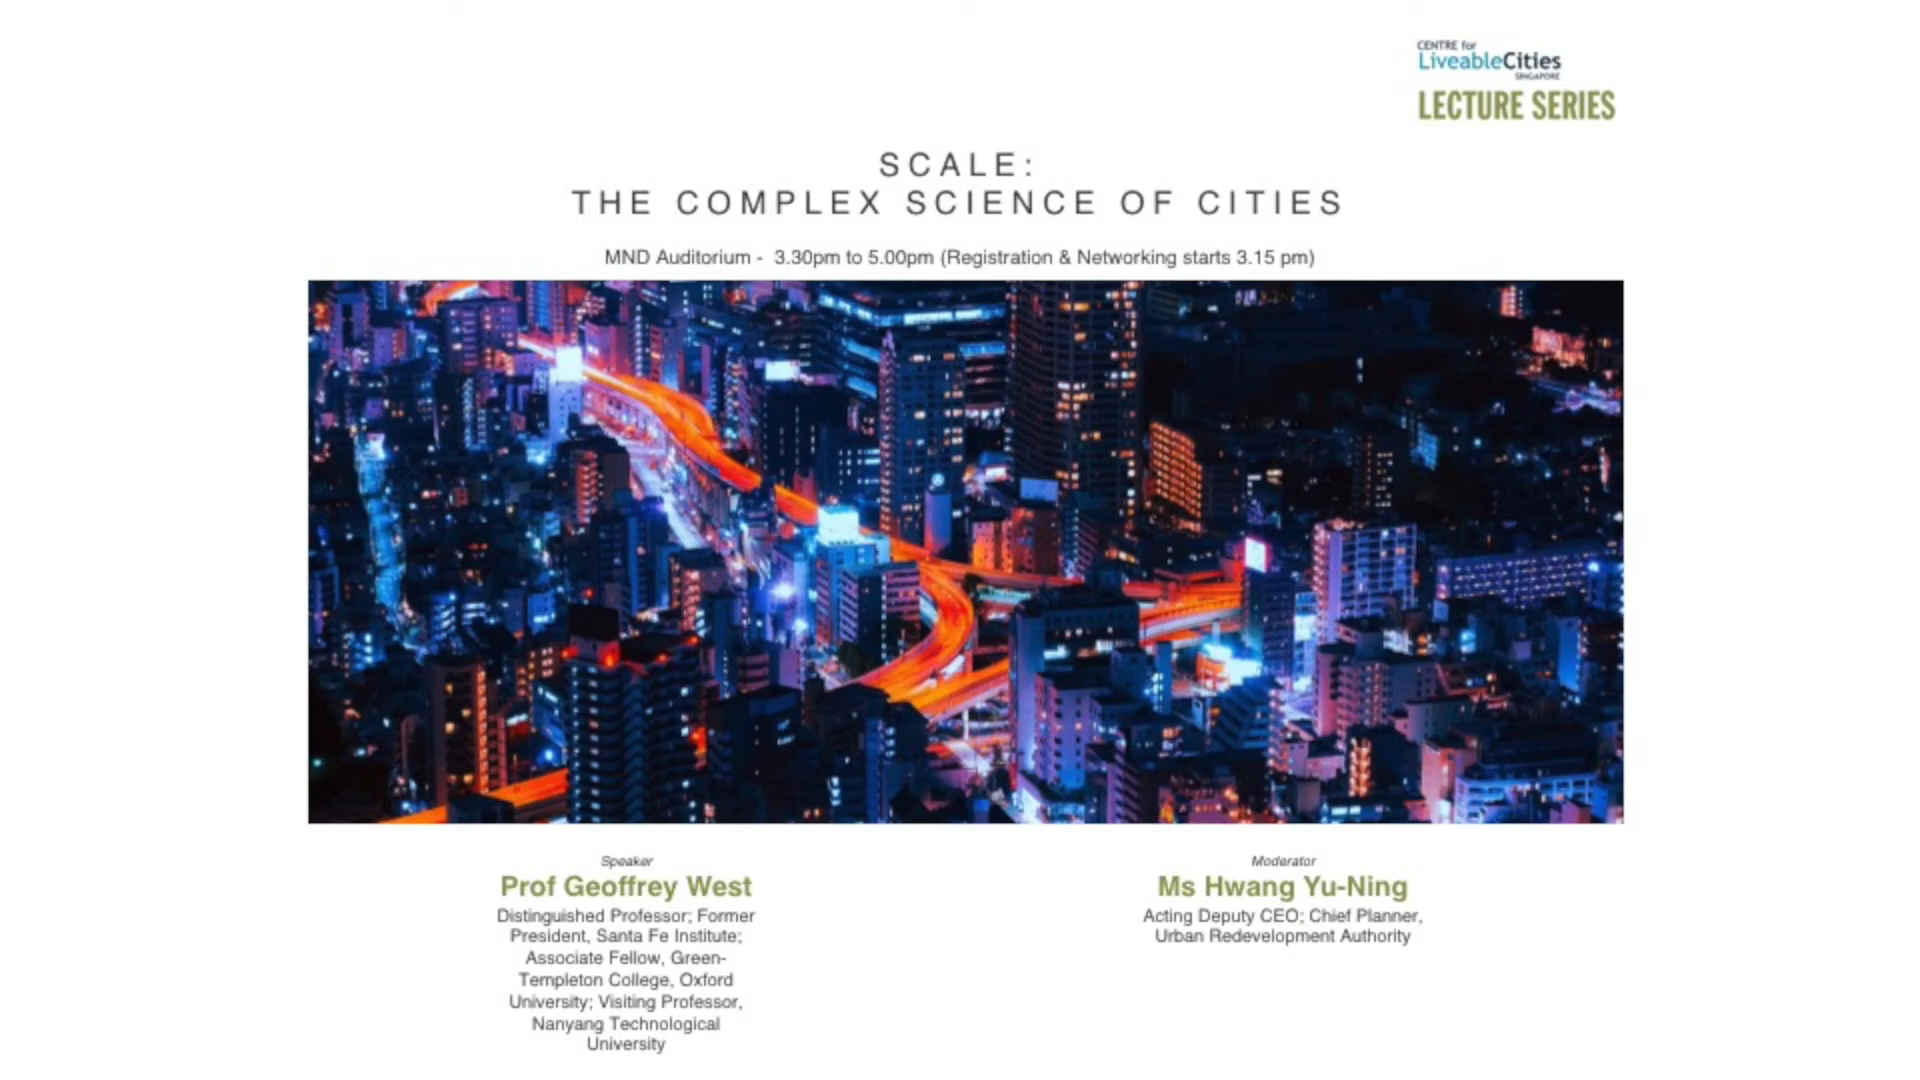 CENTRE for
LiveableCities
SINGAPORE
LECTURE SERIES
SCALE:
THE COMPLEX SCIENCE OF CITIES
MND Auditorium - 3.30pm to 5.00pm (Registration & Networking starts 3.15 pm)
Speaker
Prof Geoffrey West
Distinguished Professor; Former
President, Santa Fe Institute;
Associate Fellow, Green-
Templeton College, Oxford
University; Visiting Professor,
Nanyang Technological
University
Moderator
Ms Hwang Yu-Ning
Acting Deputy CEO; Chief Planner,
Urban Redevelopment Authority